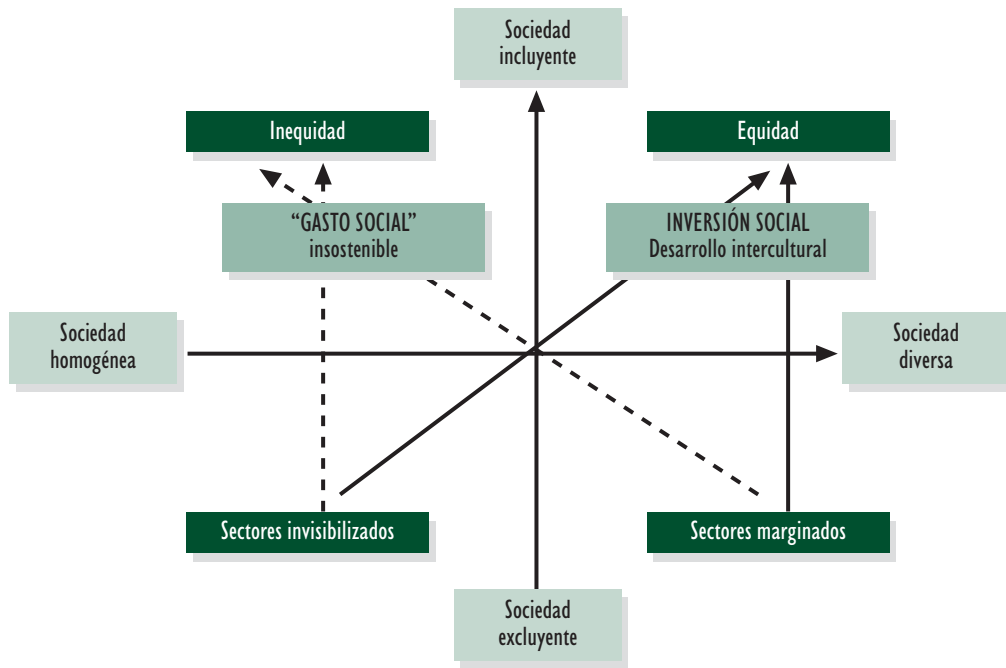 Sociedad
incluyente
Inequidad
Equidad
“GASTO SOCIAL”
insostenible
INVERSIÓN SOCIAL
Desarrollo intercultural
Sociedad
homogénea
Sociedad
diversa
Sectores invisibilizados
Sectores marginados
Sociedad
excluyente